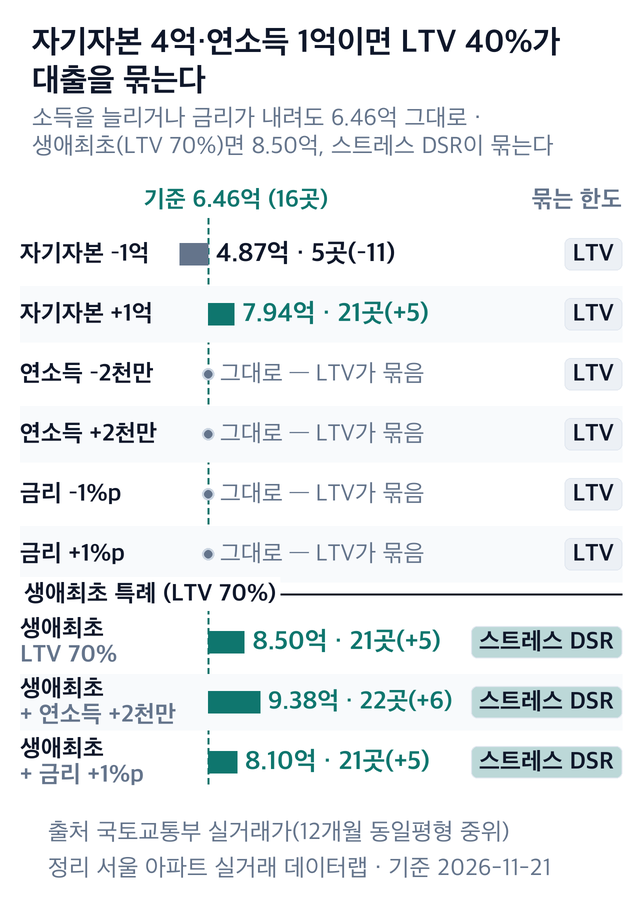 자기자본 4억·연소득 1억이면 LTV 40%가
대출을 묶는다
소득을 늘리거나 금리가 내려도 6.46억 그대로 ·
생애최초(LTV 70%)면 8.50억, 스트레스 DSR이 묶는다
기준 6.46억 (16곳) 묶는 한도
자기자본 -1억 4.87억 · 5곳(-11) LTV
자기자본 +1억 7.94억 · 21곳(+5) LTV
연소득 -2천만 그대로 — LTV가 묶음 LTV
연소득 +2천만 그대로 — LTV가 묶음 LTV
금리 -1%p 그대로 — LTV가 묶음 LTV
금리 +1%p 그대로 — LTV가 묶음 LTV
생애최초 특례 (LTV 70%)
생애최초
LTV 70% 8.50억 · 21곳(+5) 스트레스 DSR
생애최초
+ 연소득 +2천만 9.38억 · 22곳(+6) 스트레스 DSR
생애최초
+ 금리 +1%p 8.10억 · 21곳(+5) 스트레스 DSR
출처 국토교통부 실거래가(12개월 동일평형 중위)
정리 서울 아파트 실거래 데이터랩 · 기준 2026-11-21